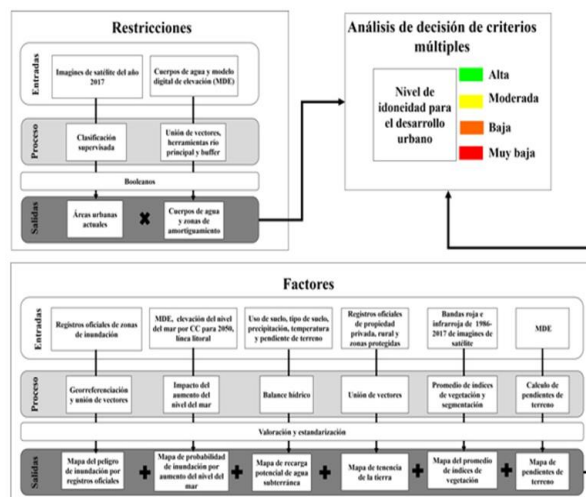 Restricciones
Entradas
Imagines de satélite del año
2017
Cuerpos de agua y modelo
digital de elevación (MDE)
Proceso
Clasificación
supervisada
Unión de vectores,
herramientas río
principal y buffer
Booleanos
Salidas
Áreas urbanas
actuales
Cuerpos de agua
y zonas de
amortiguamiento
Análisis de decisión de criterios
múltiples
Nivel de
idoneidad para
el desarrollo
urbano
Alta
Moderada
Baja
Muy baja
Factores
Entradas
Registros oficiales de zonas de
inundación
MDE, elevación del nivel
del mar por CC para 2050,
línea litoral
Uso de suelo, tipo de suelo,
precipitación, temperatura
y pendiente de terreno
Registros oficiales de
propiedad
privada, rural y
zonas protegidas
Bandas roja e
infrarroja de 1986-
2017 de imagines de
satélite
MDE
Proceso
Georreferenciación
y unión de vectores
Impacto del
aumento del
nivel del mar
Balance hídrico
Unión de vectores
Promedio de índices
de vegetación y
segmentación
Calculo de
pendientes de
terreno
Valoración y estandarización
Salidas
Mapa del peligro
de inundación por
registros oficiales
Mapa de probabilidad
de inundación por
aumento del nivel del
mar
Mapa de recarga
potencial de agua
subterránea
Mapa de tenencia
de la tierra
Mapa del promedio
de índices de
vegetación
Mapa de
pendientes de
terreno